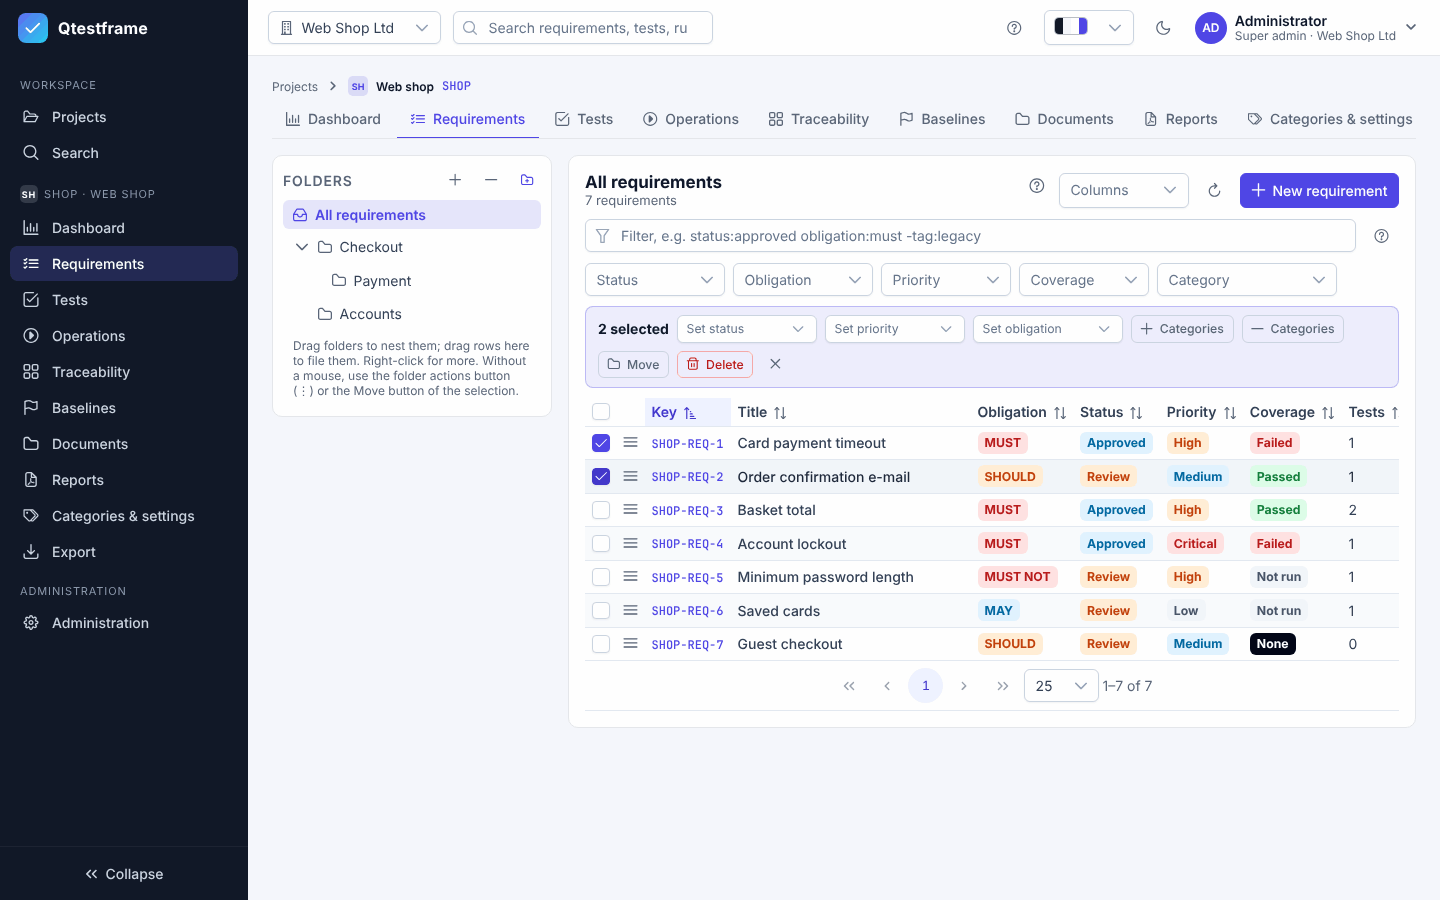 Qtestframe
Web Shop Ltd
Search requirements, tests, ru
AD
Administrator
Super admin · Web Shop Ltd
WORKSPACE
Projects
Search
SH SHOP · WEB SHOP
Dashboard
Requirements
Tests
Operations
Traceability
Baselines
Documents
Reports
Categories & settings
Export
ADMINISTRATION
Administration
Collapse
Projects SH Web shop SHOP
Dashboard Requirements Tests Operations Traceability Baselines Documents Reports Categories & settings
FOLDERS
All requirements
Checkout
Payment
Accounts
Drag folders to nest them; drag rows here
to file them. Right-click for more. Without
a mouse, use the folder actions button
(⋮) or the Move button of the selection.
All requirements
7 requirements
Columns
New requirement
Filter, e.g. status:approved obligation:must -tag:legacy
Status Obligation Priority Coverage Category
2 selected Set status Set priority Set obligation Categories Categories
Move Delete
Key Title Obligation Status Priority Coverage Tests
SHOP-REQ-1 Card payment timeout MUST Approved High Failed 1
SHOP-REQ-2 Order confirmation e-mail SHOULD Review Medium Passed 1
SHOP-REQ-3 Basket total MUST Approved High Passed 2
SHOP-REQ-4 Account lockout MUST Approved Critical Failed 1
SHOP-REQ-5 Minimum password length MUST NOT Review High Not run 1
SHOP-REQ-6 Saved cards MAY Review Low Not run 1
SHOP-REQ-7 Guest checkout SHOULD Review Medium None 0
1 25 1–7 of 7